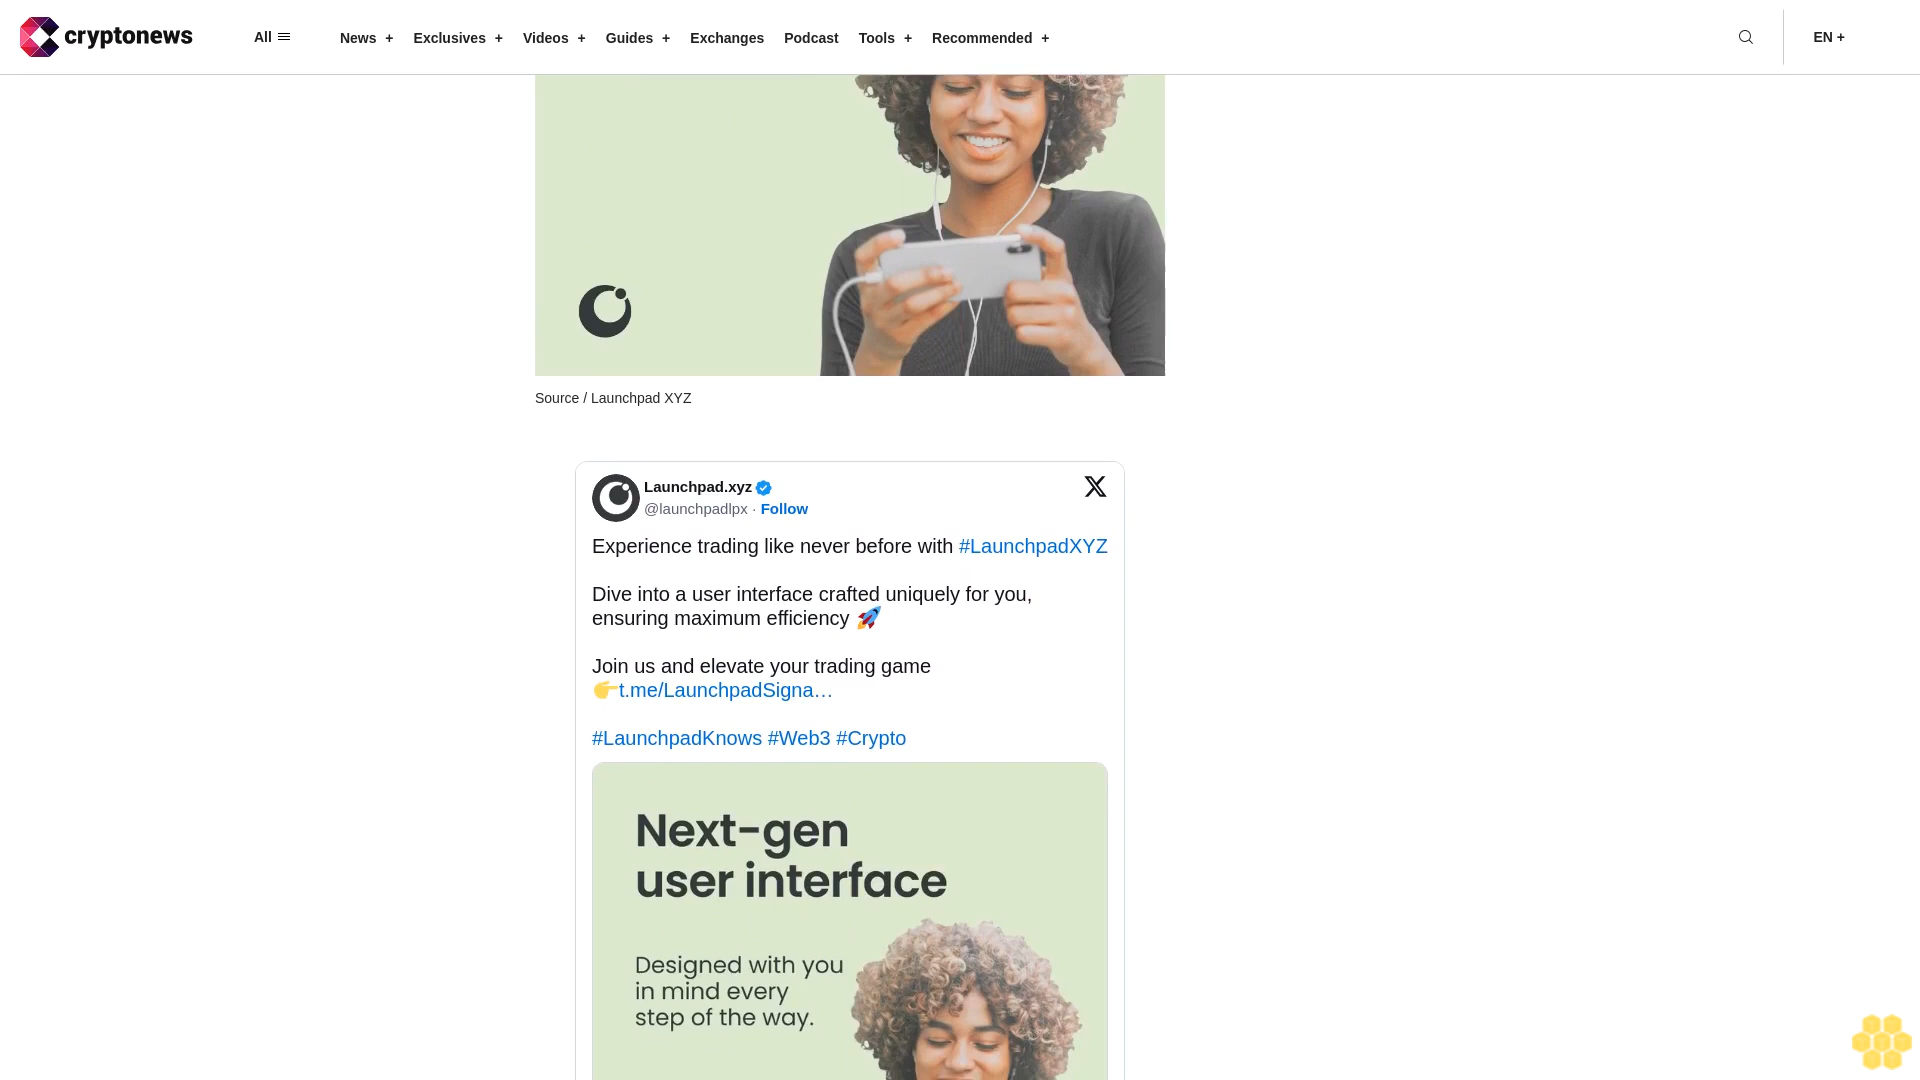 cryptonews
All
News +
Exclusives +
Videos +
Guides +
Exchanges
Podcast
Tools +
Recommended +
EN +
Source / Launchpad XYZ
Launchpad.xyz
@launchpadlpx · Follow
Experience trading like never before with #LaunchpadXYZ
Dive into a user interface crafted uniquely for you,
ensuring maximum efficiency 🚀
Join us and elevate your trading game
👉t.me/LaunchpadSigna…
#LaunchpadKnows #Web3 #Crypto
Next-gen
user interface
Designed with you
in mind every
step of the way.